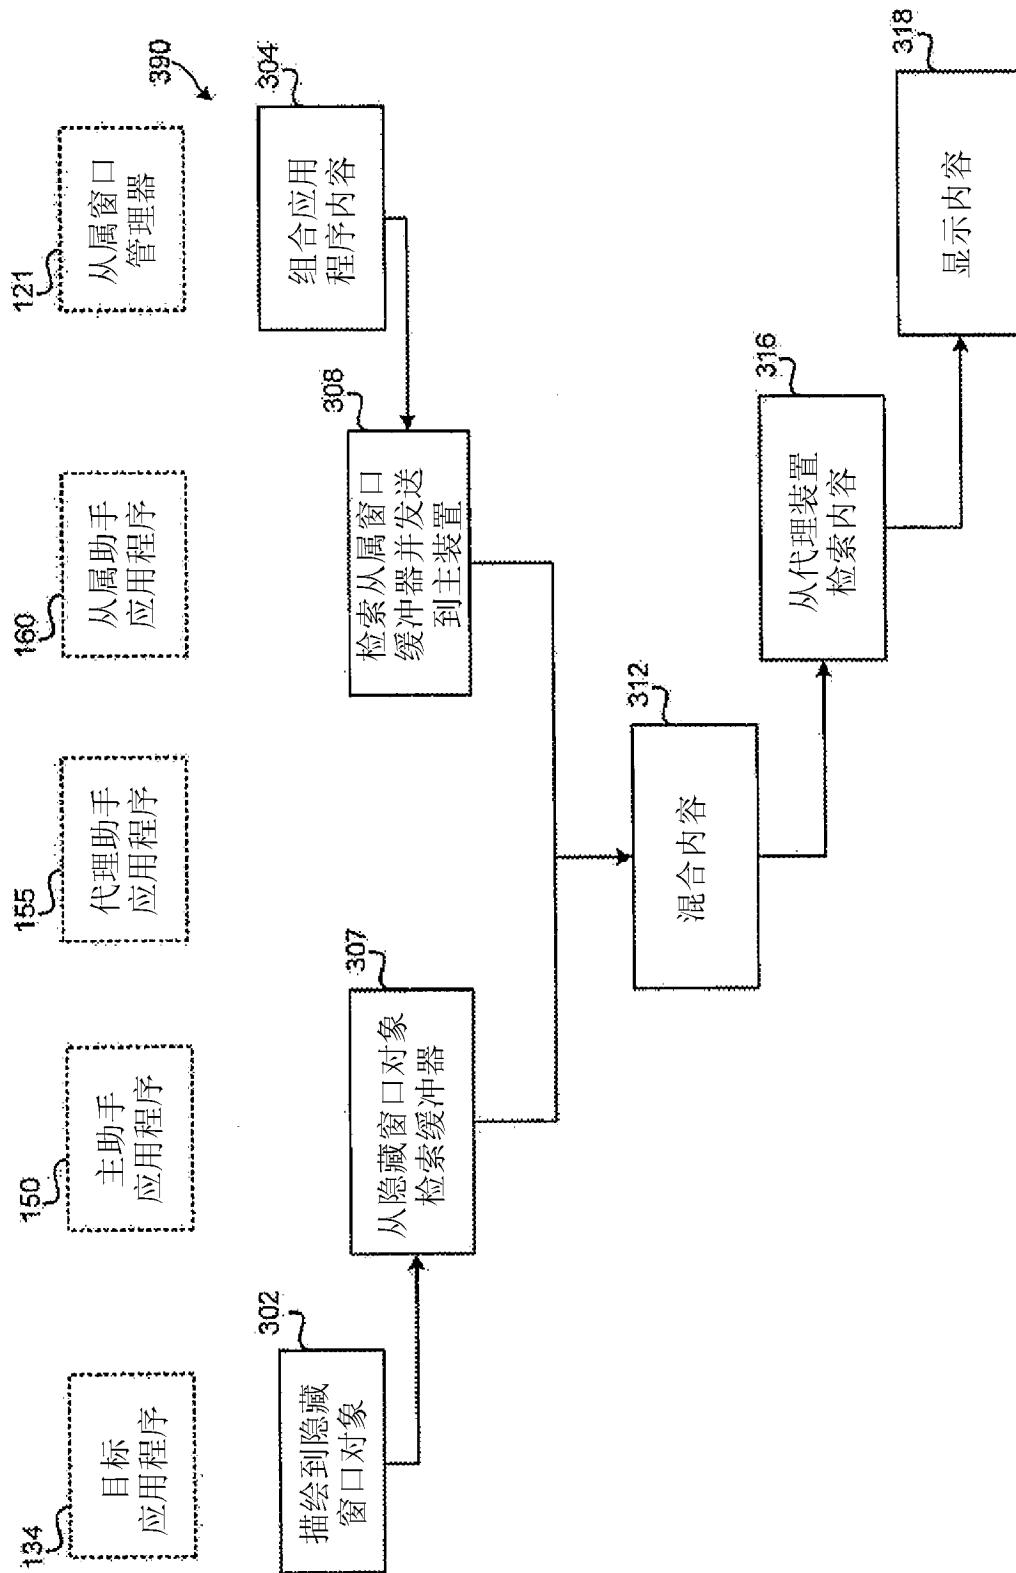 134
目标
应用程序
150
主助手
应用程序
155
代理助手
应用程序
160
从属助手
应用程序
121
从属窗口
管理器
390
302
描绘到隐藏
窗口对象
304
组合应用
程序内容
307
从隐藏窗口对象
检索缓冲器
308
检索从属窗口
缓冲器并发送
到主装置
312
混合内容
316
从代理装置
检索内容
318
显示内容